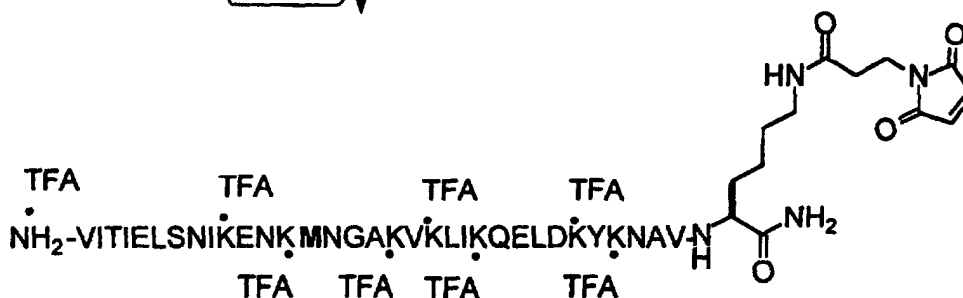 O
HN
N
O
O
TFA TFA TFA TFA
NH2-VITIELSNIKENKMNGAKVKLIKQELDKYKNAV-N
H
NH2
O
TFA TFA TFA TFA